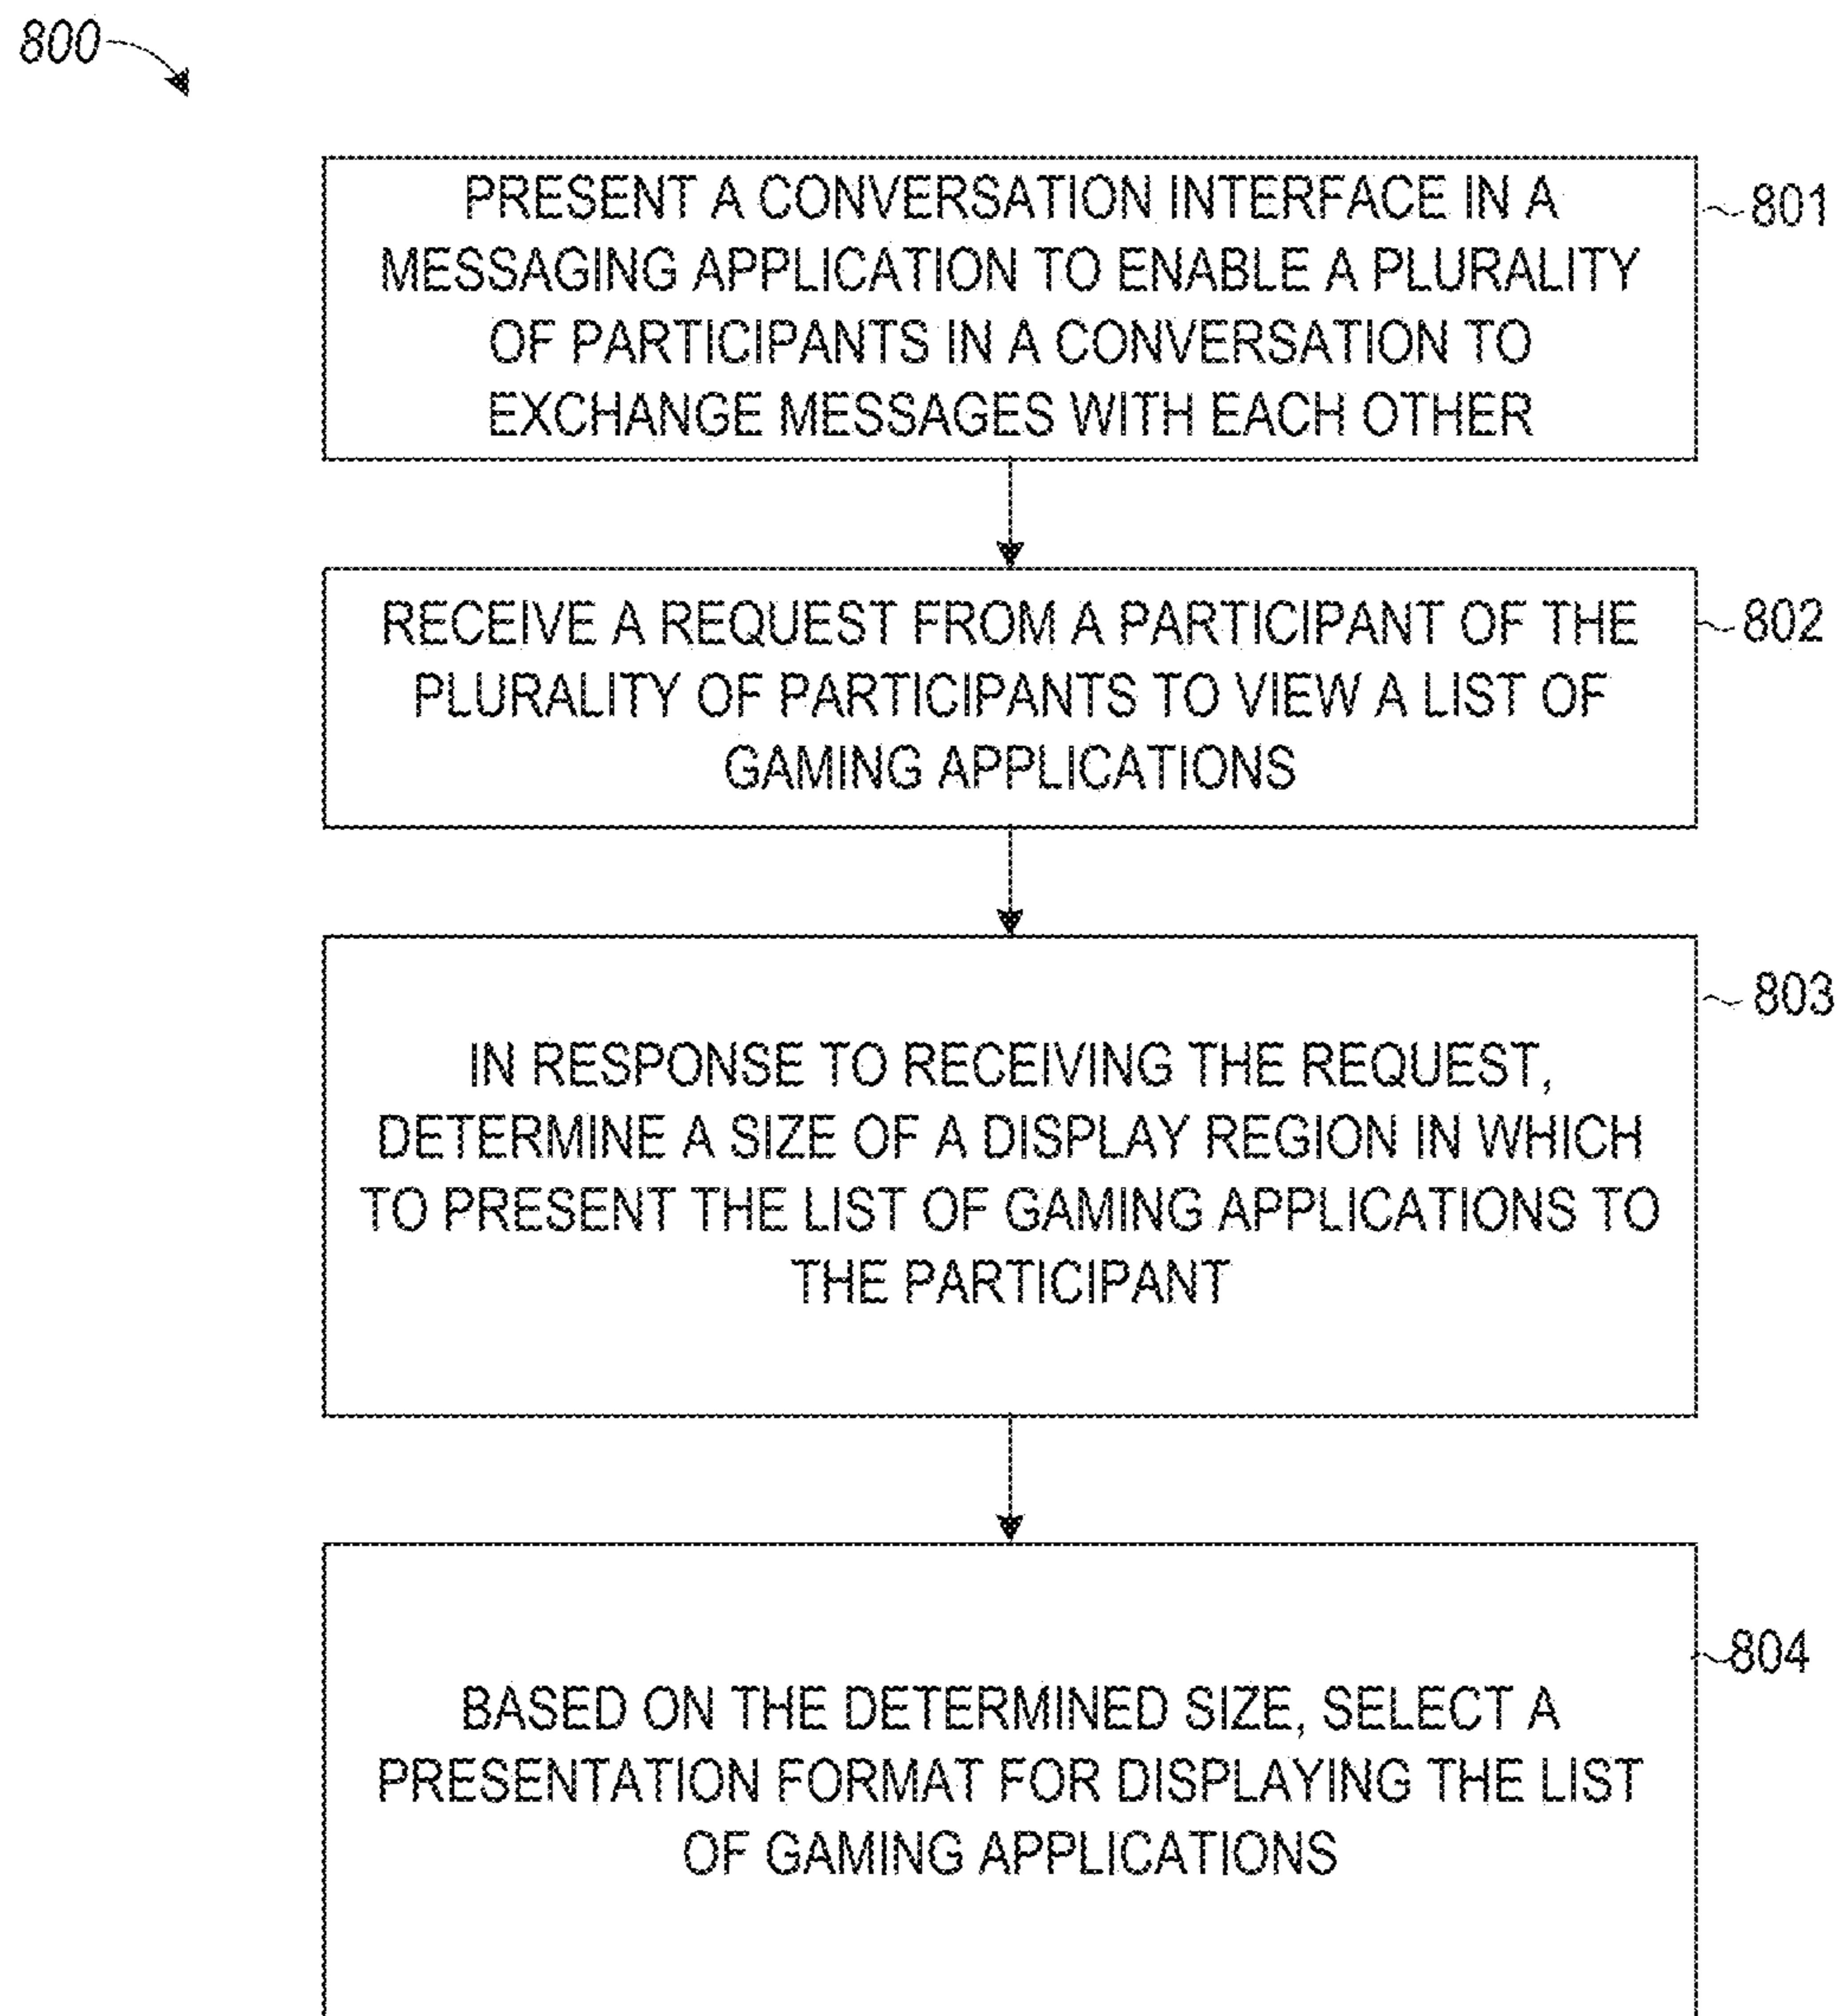 800
PRESENT A CONVERSATION INTERFACE IN A
MESSAGING APPLICATION TO ENABLE A PLURALITY
OF PARTICIPANTS IN A CONVERSATION TO
EXCHANGE MESSAGES WITH EACH OTHER
801
RECEIVE A REQUEST FROM A PARTICIPANT OF THE
PLURALITY OF PARTICIPANTS TO VIEW A LIST OF
GAMING APPLICATIONS
802
IN RESPONSE TO RECEIVING THE REQUEST,
DETERMINE A SIZE OF A DISPLAY REGION IN WHICH
TO PRESENT THE LIST OF GAMING APPLICATIONS TO
THE PARTICIPANT
803
BASED ON THE DETERMINED SIZE, SELECT A
PRESENTATION FORMAT FOR DISPLAYING THE LIST
OF GAMING APPLICATIONS
804